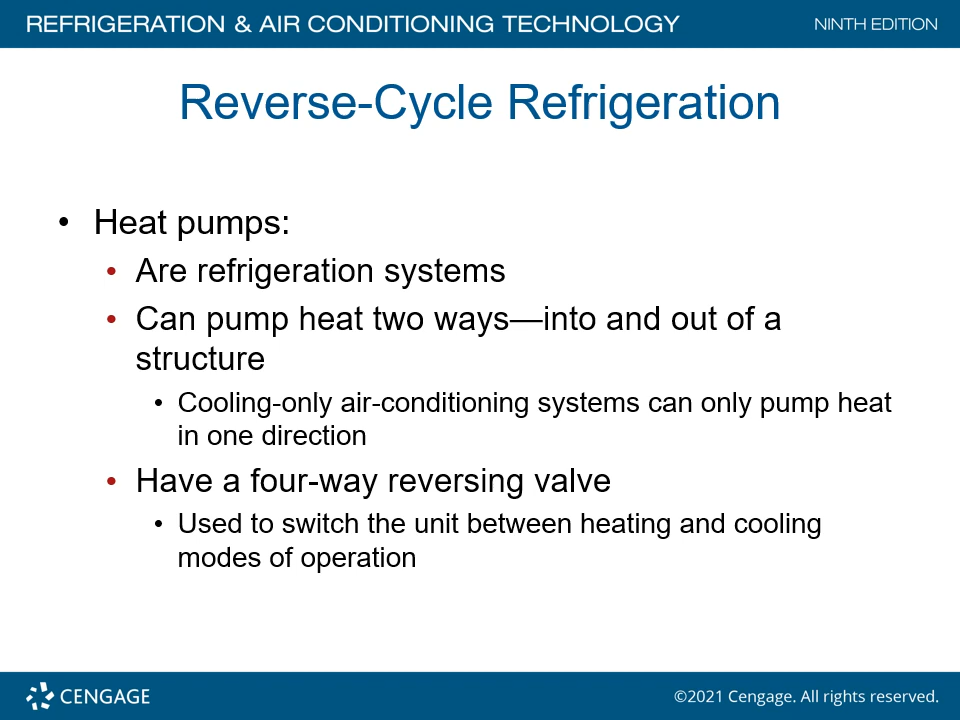 REFRIGERATION & AIR CONDITIONING TECHNOLOGY
NINTH EDITION
Reverse-Cycle Refrigeration
• Heat pumps:
• Are refrigeration systems
• Can pump heat two ways—into and out of a
structure
• Cooling-only air-conditioning systems can only pump heat
in one direction
• Have a four-way reversing valve
• Used to switch the unit between heating and cooling
modes of operation
CENGAGE
©2021 Cengage. All rights reserved.